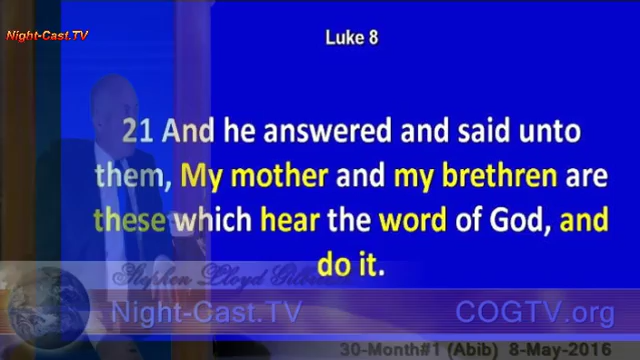 Night-Cast.TV
Luke 8
21 And he answered and said unto
them, My mother and my brethren are
these which hear the word of God, and
do it.
Stephen Lloyd
Night-Cast.TV
COGTV.org
30-Month#1 (Abib) 8-May-2016